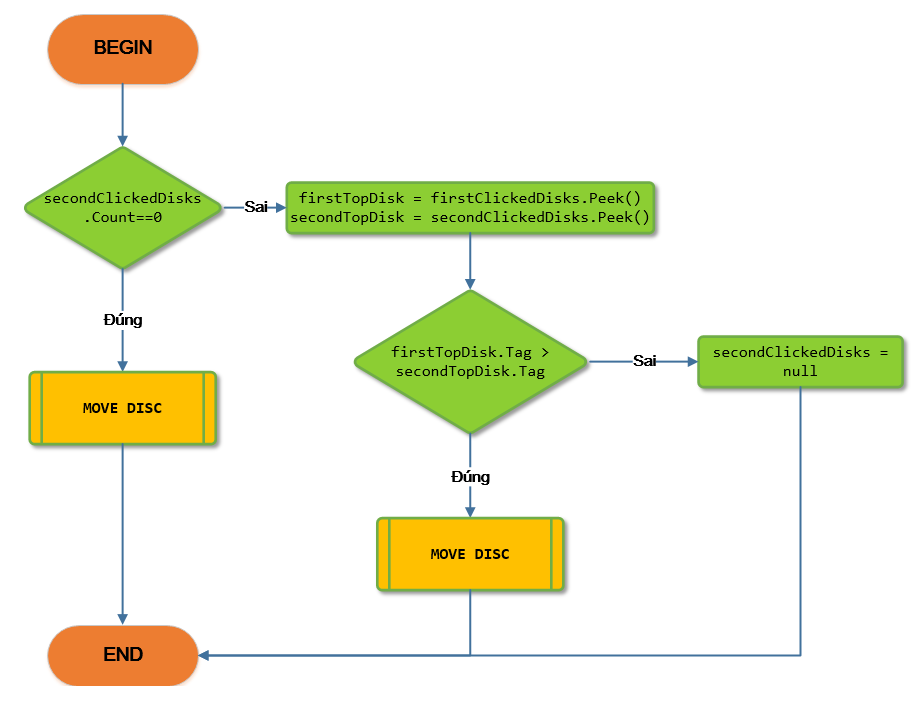 BEGIN
secondClickedDisks
.Count==0
Sai
firstTopDisk = firstClickedDisks.Peek()
secondTopDisk = secondClickedDisks.Peek()
Đúng
firstTopDisk.Tag >
secondTopDisk.Tag
Sai
secondClickedDisks =
null
MOVE DISC
Đúng
MOVE DISC
END